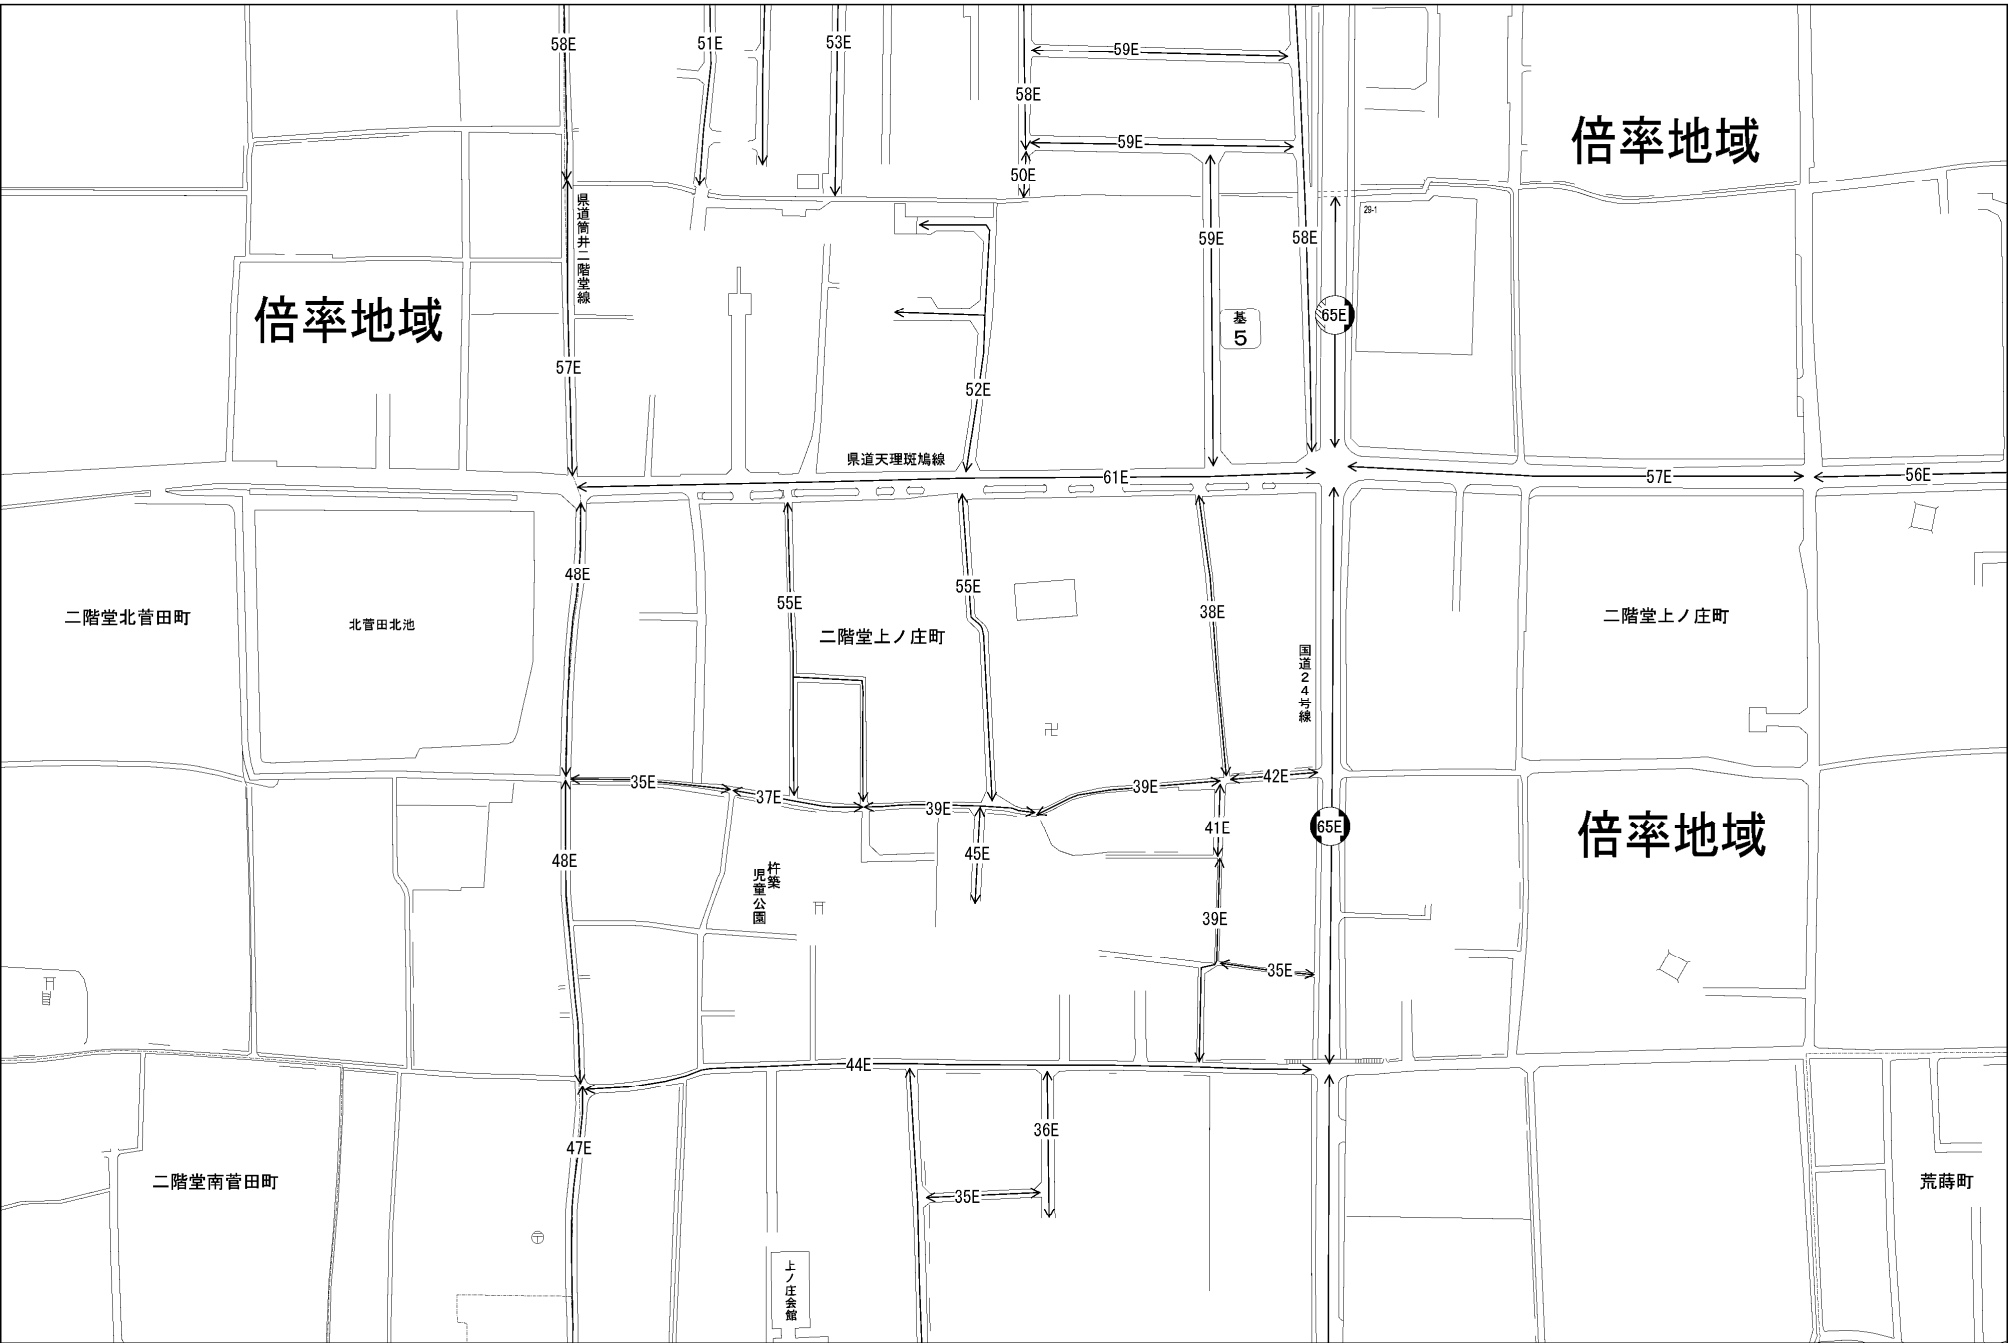 58E
51E
53E
59E
58E
59E
倍率地域
50E
県道筒井二階堂線
29-1
59E
58E
倍率地域
65E
基
5
57E
52E
県道天理斑鳩線
61E
57E
56E
48E
55E
55E
38E
二階堂北菅田町
北菅田北池
二階堂上ノ庄町
二階堂上ノ庄町
国道24号線
35E
37E
39E
39E
42E
48E
45E
41E
65E
倍率地域
杵築
児童公園
39E
35E
44E
47E
36E
35E
二階堂南菅田町
荒蒔町
上ノ庄会館